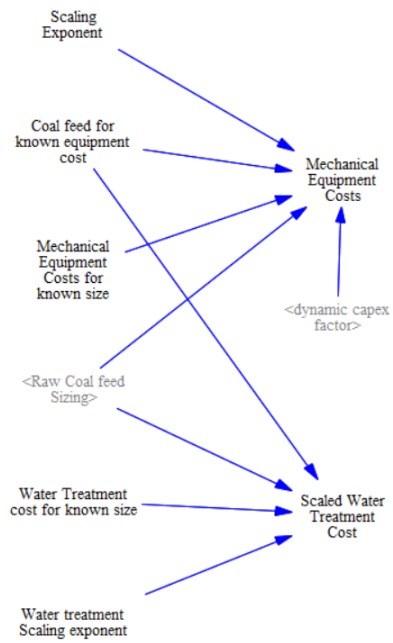 Scaling
Exponent
Coal feed for
known equipment
cost
Mechanical
Equipment
Costs
Mechanical
Equipment
Costs for
known size
<dynamic capex
factor>
<Raw Coal feed
Sizing>
Water Treatment
cost for known size
Scaled Water
Treatment
Cost
Water treatment
Scaling exponent